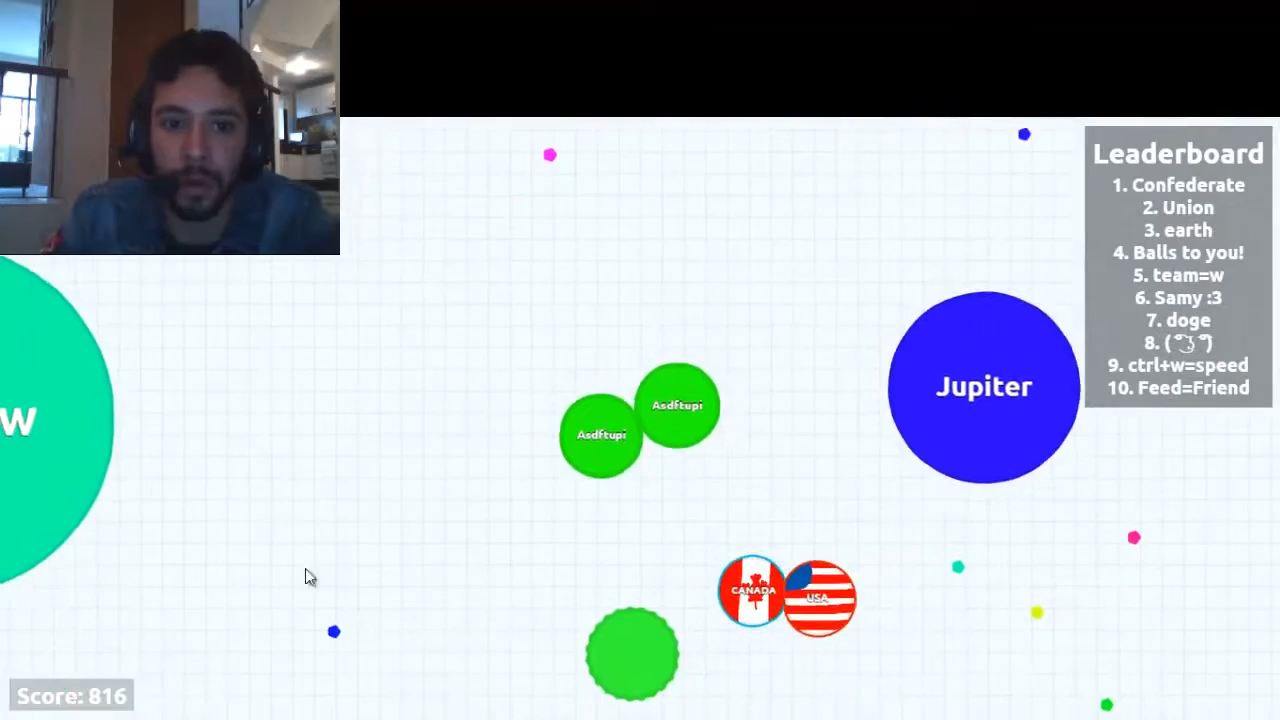 Leaderboard
1. Confederate
2. Union
3. earth
4. Balls to you!
5. team=w
6. Samy :3
7. doge
8. ( ͡° ͜ʖ ͡°)
9. ctrl+w=speed
10. Feed=Friend
Jupiter
Asdftupi
Asdftupi
w
CANADA
USA
Score: 816